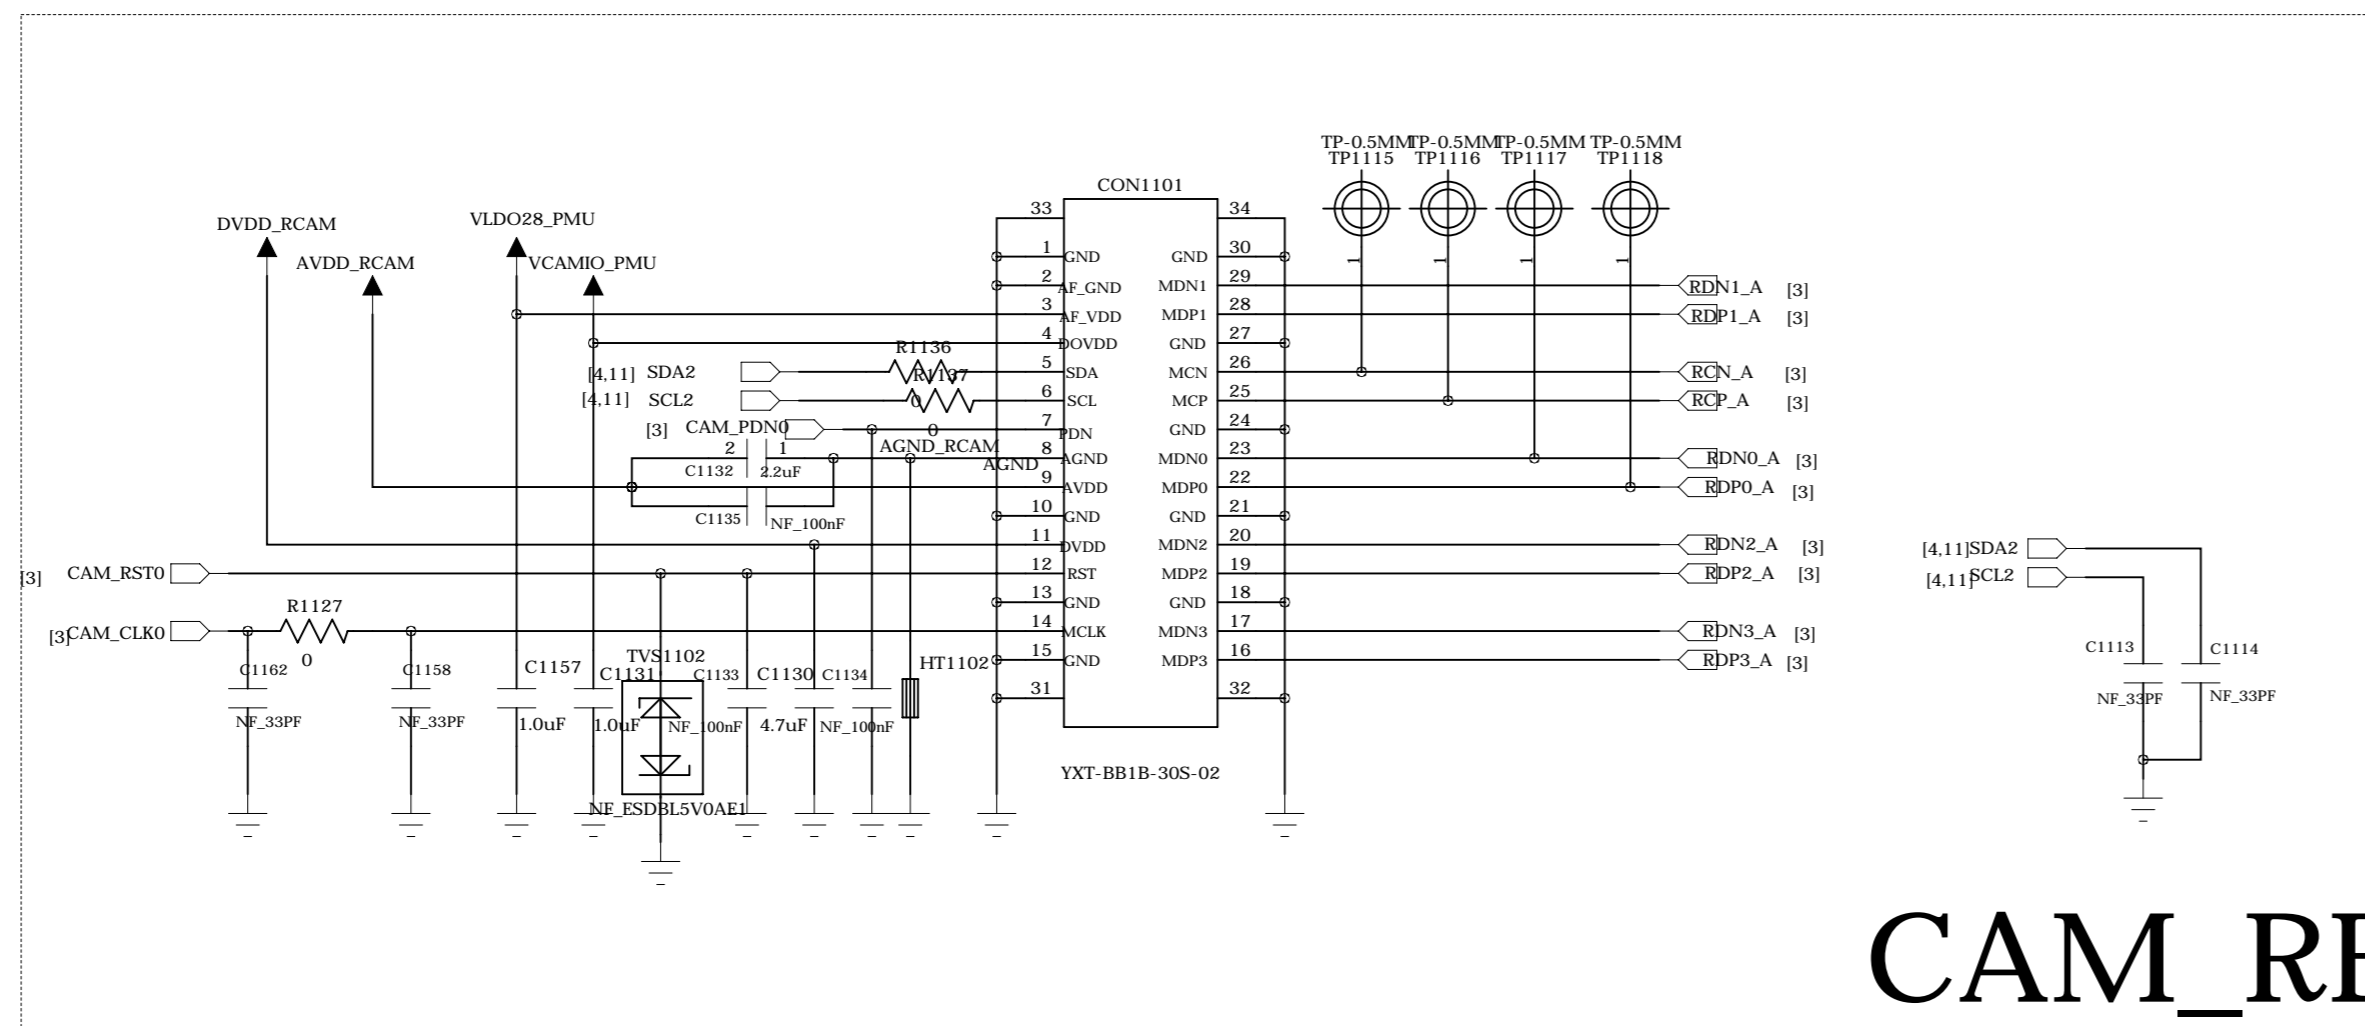 TP-0.5MM TP-0.5MM TP-0.5MM TP-0.5MM
TP1115 TP1116 TP1117 TP1118
CON1101
DVDD_RCAM
VLDO28_PMU
AVDD_RCAM
VCAMIO_PMU
33 34
1 GND GND 30
2 AF_GND MDN1 29 RDN1_A [3]
3 AF_VDD MDP1 28 RDP1_A [3]
4 DOVDD GND 27
R1136
[4,11] SDA2 5 SDA MCN 26 RCN_A [3]
R1137
[4,11] SCL2 0 6 SCL MCP 25 RCP_A [3]
[3] CAM_PDN0 0 7 PDN GND 24
2 1 AGND_RCAM AGND 8 AGND MDN0 23 RDN0_A [3]
C1132 2.2uF
9 AVDD MDP0 22 RDP0_A [3]
C1135 NF_100nF
10 GND GND 21
11 DVDD MDN2 20 RDN2_A [3]
[3] CAM_RST0 12 RST MDP2 19 RDP2_A [3]
13 GND GND 18
R1127
[3] CAM_CLK0 14 MCLK MDN3 17 RDN3_A [3]
0
15 GND MDP3 16 RDP3_A [3]
31 32
1 1 1 1
C1162 C1158 C1157 C1131 TVS1102 C1133 C1130 C1134 HT1102
NF_33PF NF_33PF 1.0uF 1.0uF NF_100nF 4.7uF NF_100nF
NF_ESDBL5V0AE1
YXT-BB1B-30S-02
[4,11] SDA2
[4,11] SCL2
C1113 C1114
NF_33PF NF_33PF
CAM_RE